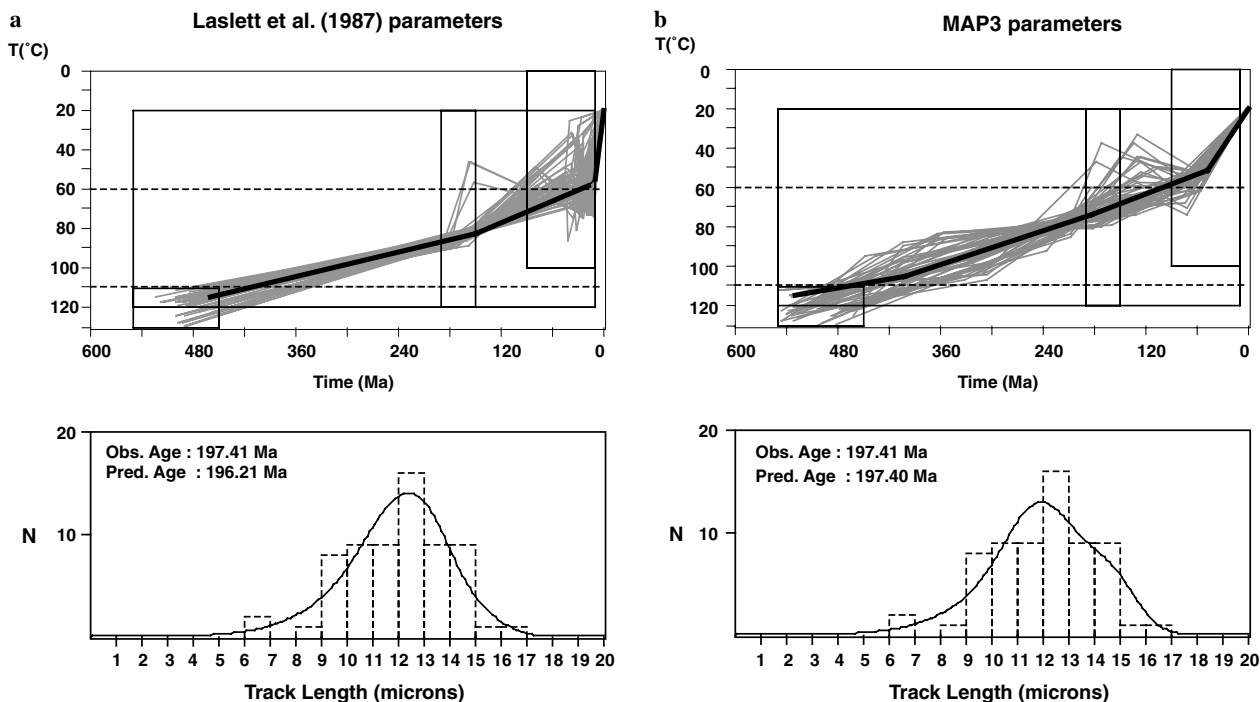 a
Laslett et al. (1987) parameters
T(˚C)
0
20
40
60
80
100
120
600 480 360 240 120 0
Time (Ma)
20
10
N
Obs. Age : 197.41 Ma
Pred. Age : 196.21 Ma
1 2 3 4 5 6 7 8 9 10 11 12 13 14 15 16 17 18 19 20
Track Length (microns)
b
MAP3 parameters
T(˚C)
0
20
40
60
80
100
120
600 480 360 240 120 0
Time (Ma)
20
10
N
Obs. Age : 197.41 Ma
Pred. Age : 197.40 Ma
1 2 3 4 5 6 7 8 9 10 11 12 13 14 15 16 17 18 19 20
Track Length (microns)